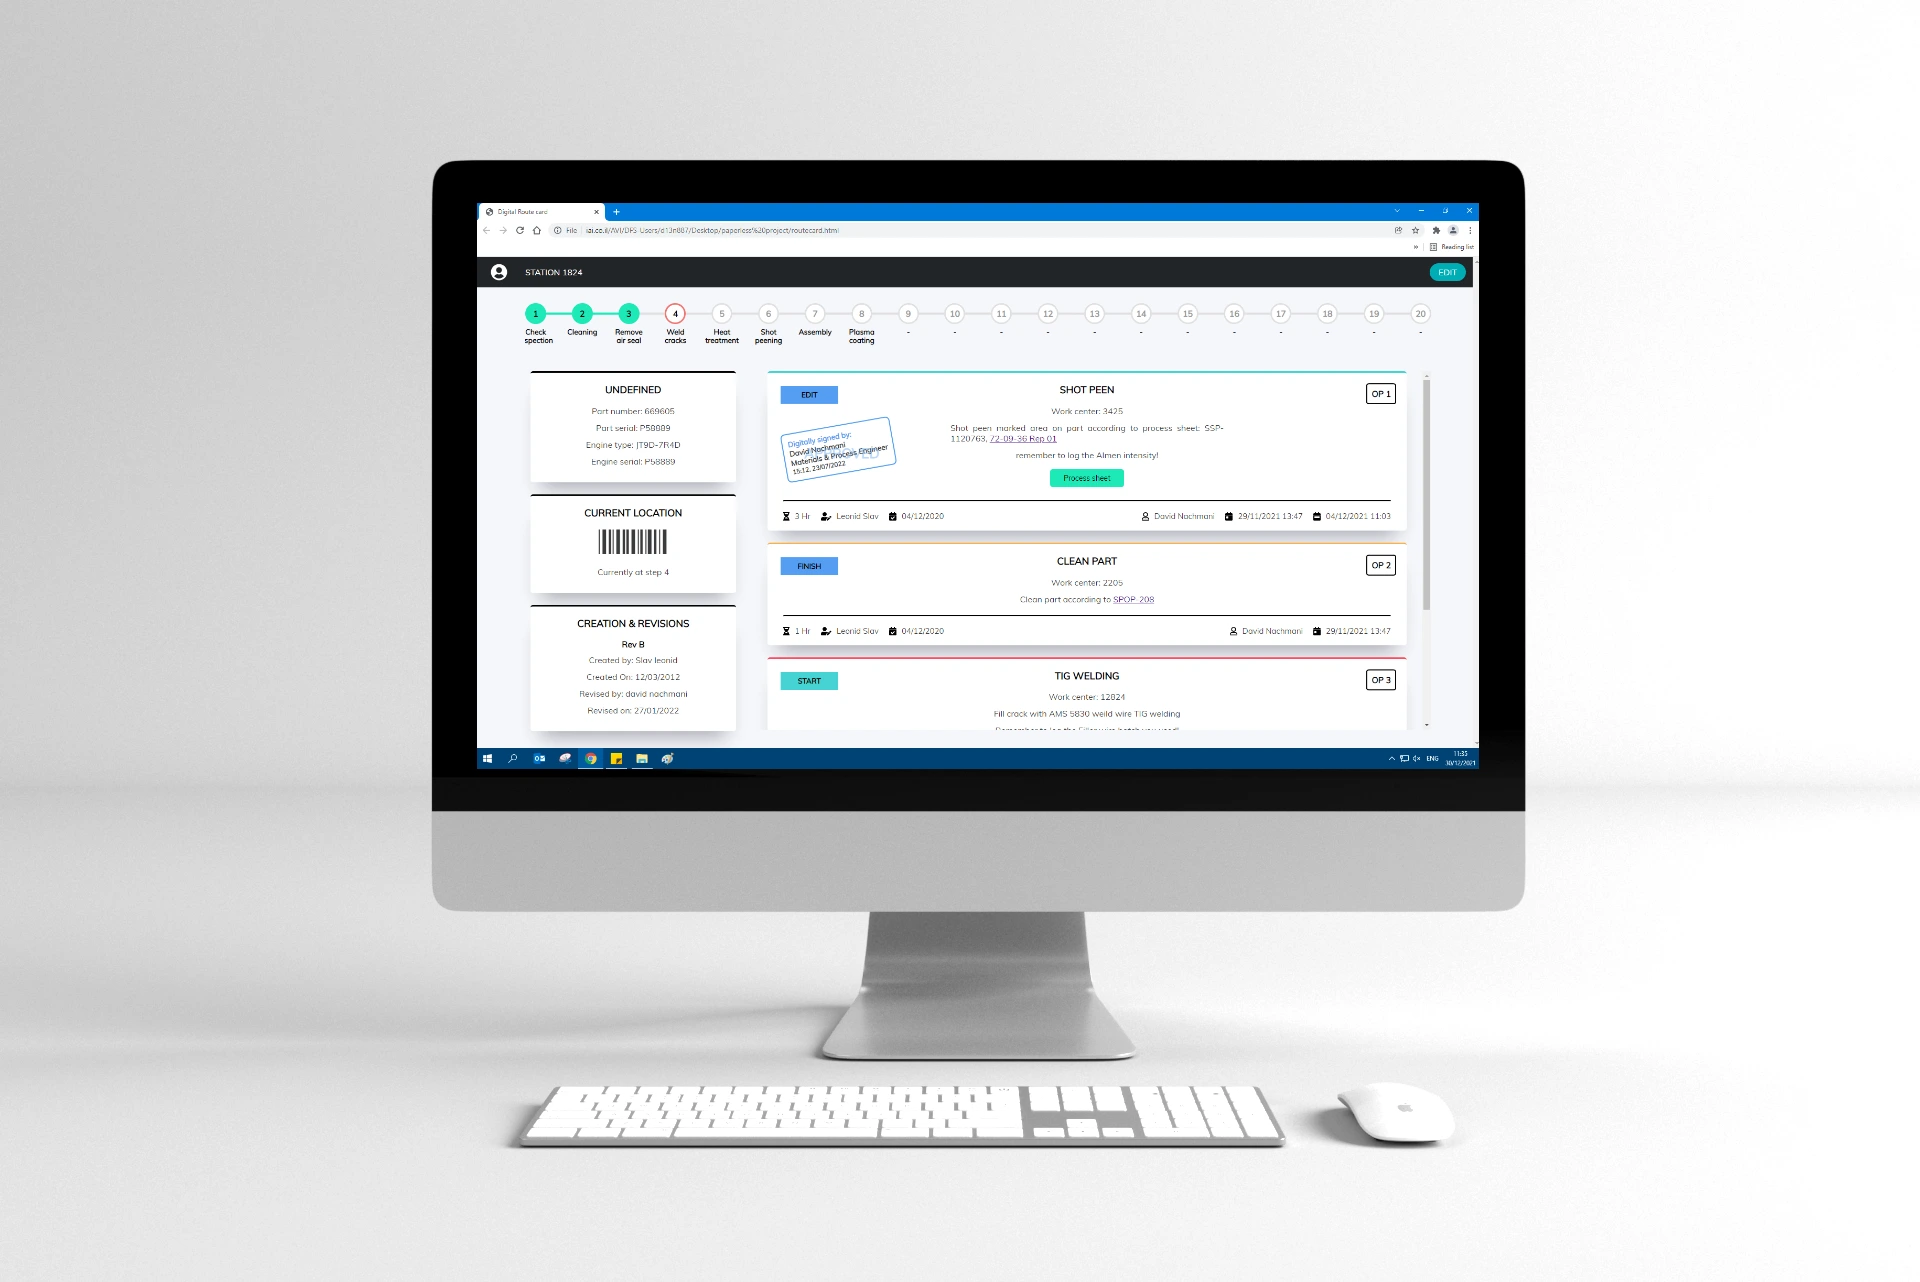 Digital Route card
File iai.co.il/AVI/DFS-Users/d13n887/Desktop/paperless%20project/routecard.html
Reading list
STATION 1824
EDIT
1 2 3 4 5 6 7 8 9 10 11 12 13 14 15 16 17 18 19 20
Check Cleaning Remove Weld Heat Shot Assembly Plasma - - - - - - - - - - - -
spection air seal cracks treatment peening coating
UNDEFINED
Part number: 669605
Part serial: P58889
Engine type: JT9D-7R4D
Engine serial: P58889
CURRENT LOCATION
Currently at step 4
CREATION & REVISIONS
Rev B
Created by: Slav leonid
Created On: 12/03/2012
Revised by: david nachmani
Revised on: 27/01/2022
EDIT
SHOT PEEN
OP 1
Work center: 3425
Shot peen marked area on part according to process sheet: SSP-
1120763, 72-09-36 Rep 01
remember to log the Almen intensity!
Process sheet
Digitally signed by:
David Nachmani
Materials & Process Engineer
15:12, 23/07/2022
3 Hr Leonid Slav 04/12/2020 David Nachmani 29/11/2021 13:47 04/12/2021 11:03
FINISH
CLEAN PART
OP 2
Work center: 2205
Clean part according to SPOP-208
1 Hr Leonid Slav 04/12/2020 David Nachmani 29/11/2021 13:47
START
TIG WELDING
OP 3
Work center: 12824
Fill crack with AMS 5830 weild wire TIG welding
ENG
11:35
30/12/2021